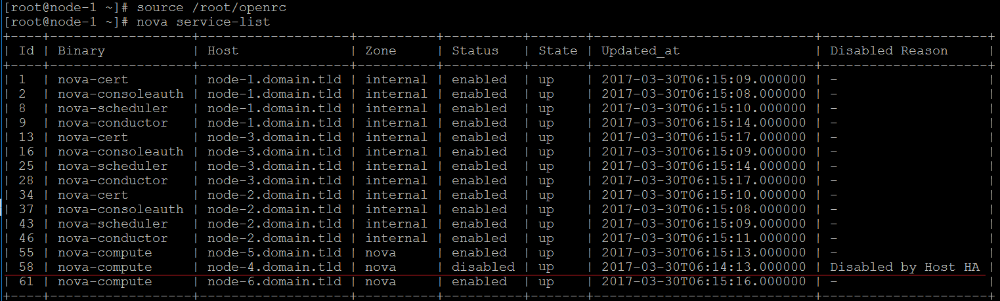 [root@node-1 ~]# source /root/openrc
[root@node-1 ~]# nova service-list
+----+------------------+-------------------+----------+----------+-------+----------------------------+---------------------+
| Id | Binary           | Host              | Zone     | Status   | State | Updated_at                 | Disabled Reason     |
+----+------------------+-------------------+----------+----------+-------+----------------------------+---------------------+
| 1  | nova-cert        | node-1.domain.tld | internal | enabled  | up    | 2017-03-30T06:15:09.000000 | -                   |
| 2  | nova-consoleauth | node-1.domain.tld | internal | enabled  | up    | 2017-03-30T06:15:08.000000 | -                   |
| 8  | nova-scheduler   | node-1.domain.tld | internal | enabled  | up    | 2017-03-30T06:15:10.000000 | -                   |
| 9  | nova-conductor   | node-1.domain.tld | internal | enabled  | up    | 2017-03-30T06:15:14.000000 | -                   |
| 13 | nova-cert        | node-3.domain.tld | internal | enabled  | up    | 2017-03-30T06:15:17.000000 | -                   |
| 16 | nova-consoleauth | node-3.domain.tld | internal | enabled  | up    | 2017-03-30T06:15:09.000000 | -                   |
| 25 | nova-scheduler   | node-3.domain.tld | internal | enabled  | up    | 2017-03-30T06:15:14.000000 | -                   |
| 28 | nova-conductor   | node-3.domain.tld | internal | enabled  | up    | 2017-03-30T06:15:17.000000 | -                   |
| 34 | nova-cert        | node-2.domain.tld | internal | enabled  | up    | 2017-03-30T06:15:10.000000 | -                   |
| 37 | nova-consoleauth | node-2.domain.tld | internal | enabled  | up    | 2017-03-30T06:15:08.000000 | -                   |
| 43 | nova-scheduler   | node-2.domain.tld | internal | enabled  | up    | 2017-03-30T06:15:09.000000 | -                   |
| 46 | nova-conductor   | node-2.domain.tld | internal | enabled  | up    | 2017-03-30T06:15:11.000000 | -                   |
| 55 | nova-compute     | node-5.domain.tld | nova     | enabled  | up    | 2017-03-30T06:15:13.000000 | -                   |
| 58 | nova-compute     | node-4.domain.tld | nova     | disabled | up    | 2017-03-30T06:14:13.000000 | Disabled by Host HA |
| 61 | nova-compute     | node-6.domain.tld | nova     | enabled  | up    | 2017-03-30T06:15:16.000000 | -                   |
+----+------------------+-------------------+----------+----------+-------+----------------------------+---------------------+